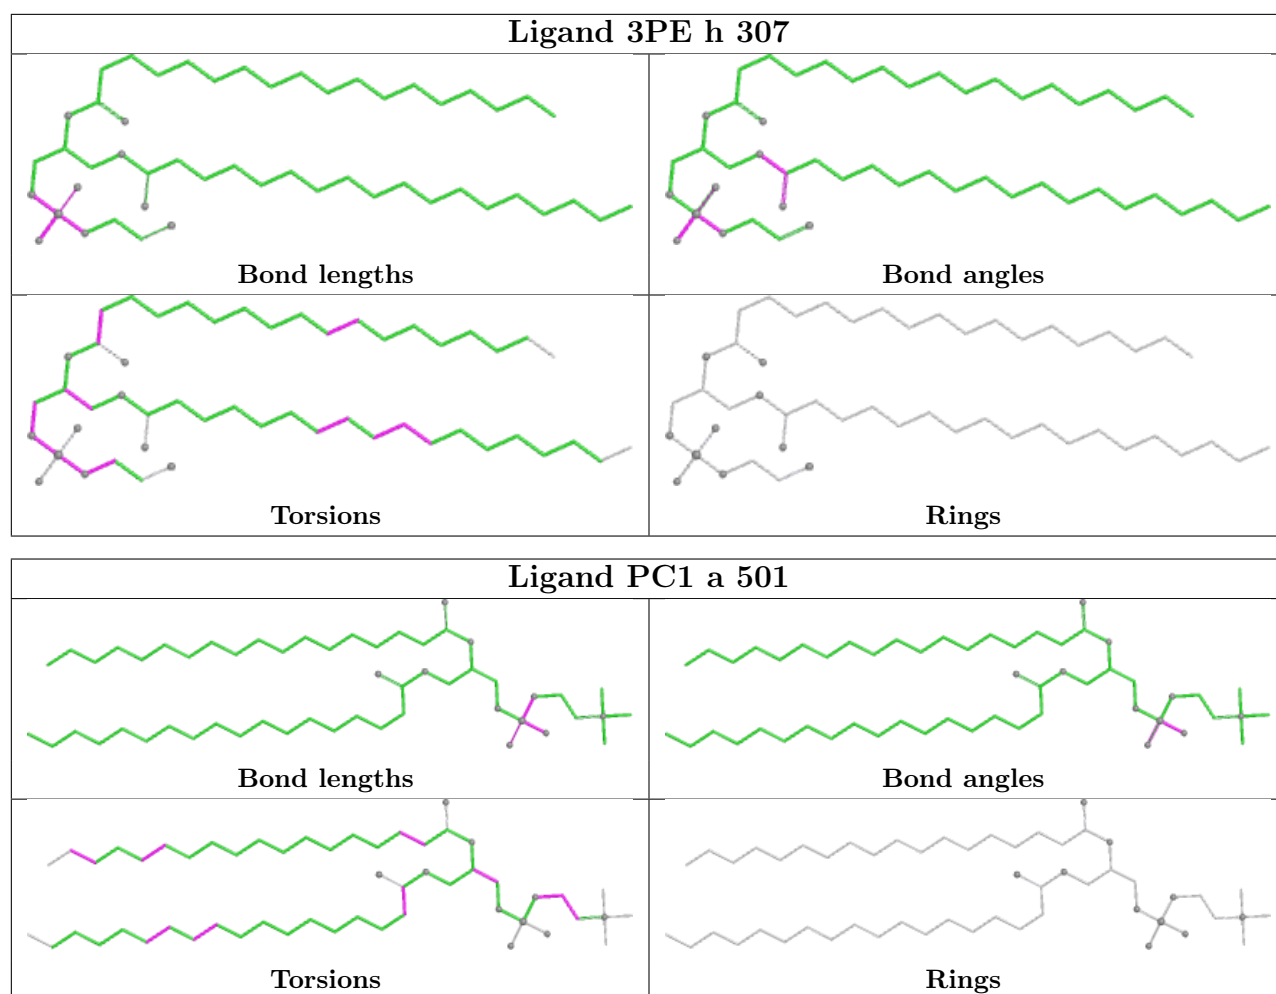 Ligand 3PE h 307
Bond lengths
Bond angles
Torsions
Rings
Ligand PC1 a 501
Bond lengths
Bond angles
Torsions
Rings